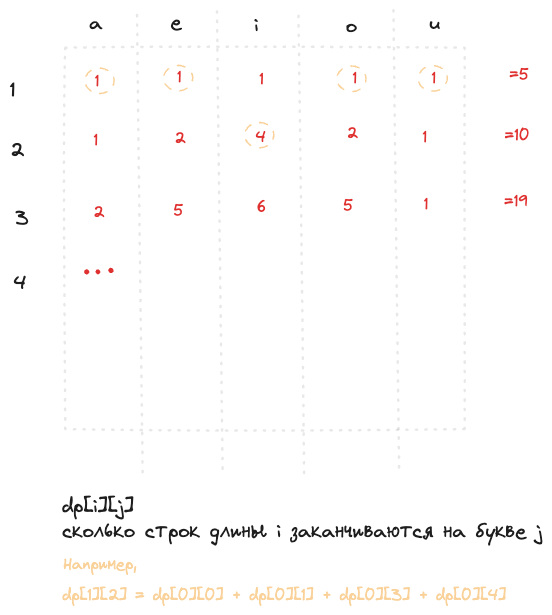 a e i o u
1 1 1 1 1 1 =5
2 1 2 4 2 1 =10
3 2 5 6 5 1 =19
4 ...
dp[i][j]
сколько строк длины i заканчиваются на букве j
Например,
dp[1][2] = dp[0][0] + dp[0][1] + dp[0][3] + dp[0][4]